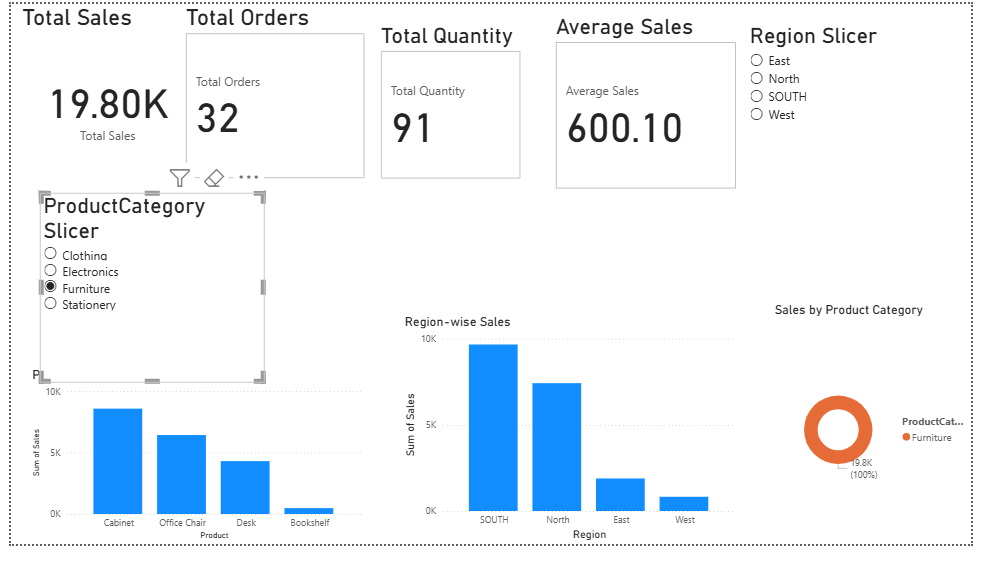 Total Sales
19.80K
Total Sales
Total Orders
Total Orders
32
Total Quantity
Total Quantity
91
Average Sales
Average Sales
600.10
Region Slicer
East
North
SOUTH
West
ProductCategory
Slicer
Clothing
Electronics
Furniture
Stationery
P
10K
5K
0K
Sum of Sales
Cabinet
Office Chair
Desk
Bookshelf
Product
Region-wise Sales
10K
5K
0K
Sum of Sales
SOUTH
North
East
West
Region
Sales by Product Category
19.8K
(100%)
ProductCat...
Furniture